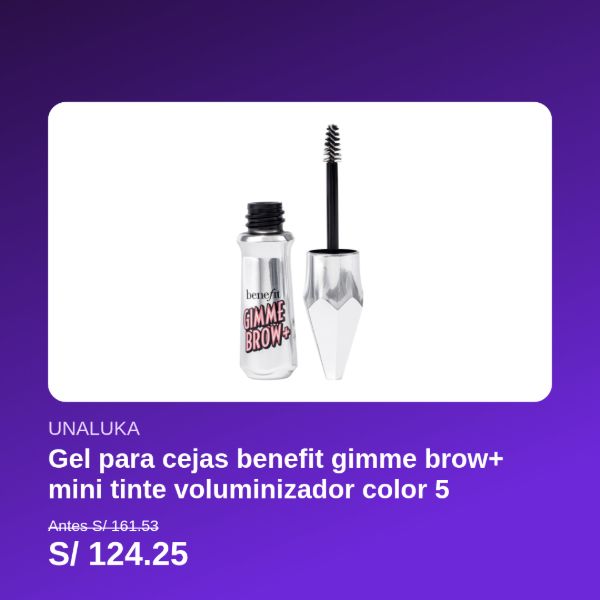 benefit
GIMME
BROW+
UNALUKA
Gel para cejas benefit gimme brow+
mini tinte voluminizador color 5
Antes S/ 161.53
S/ 124.25